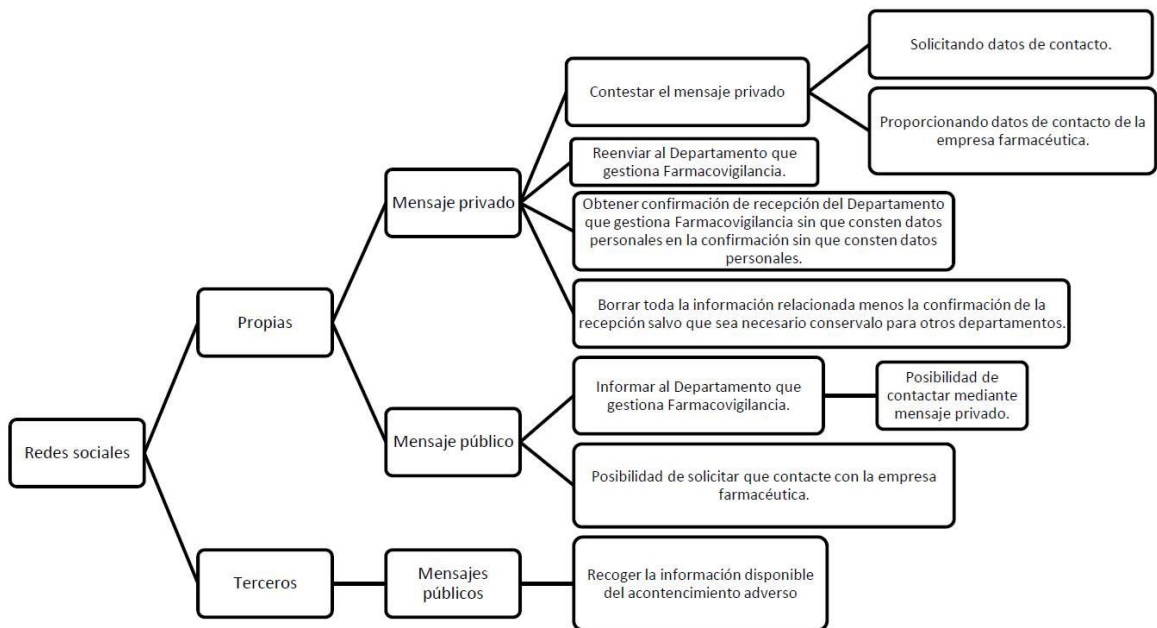 Solicitando datos de contacto.
Contestar el mensaje privado
Proporcionando datos de contacto de la
empresa farmacéutica.
Reenviar al Departamento que
gestiona Farmacovigilancia.
Mensaje privado
Obtener confirmación de recepción del Departamento
que gestiona Farmacovigilancia sin que consten datos
personales en la confirmación sin que consten datos
personales.
Borrar toda la información relacionada menos la confirmación de la
recepción salvo que sea necesario conservalo para otros departamentos.
Propias
Informar al Departamento que
gestiona Farmacovigilancia.
Posibilidad de
contactar mediante
mensaje privado.
Mensaje público
Redes sociales
Posibilidad de solicitar que contacte con la empresa
farmacéutica.
Terceros
Mensajes
públicos
Recoger la información disponible
del acontencimiento adverso